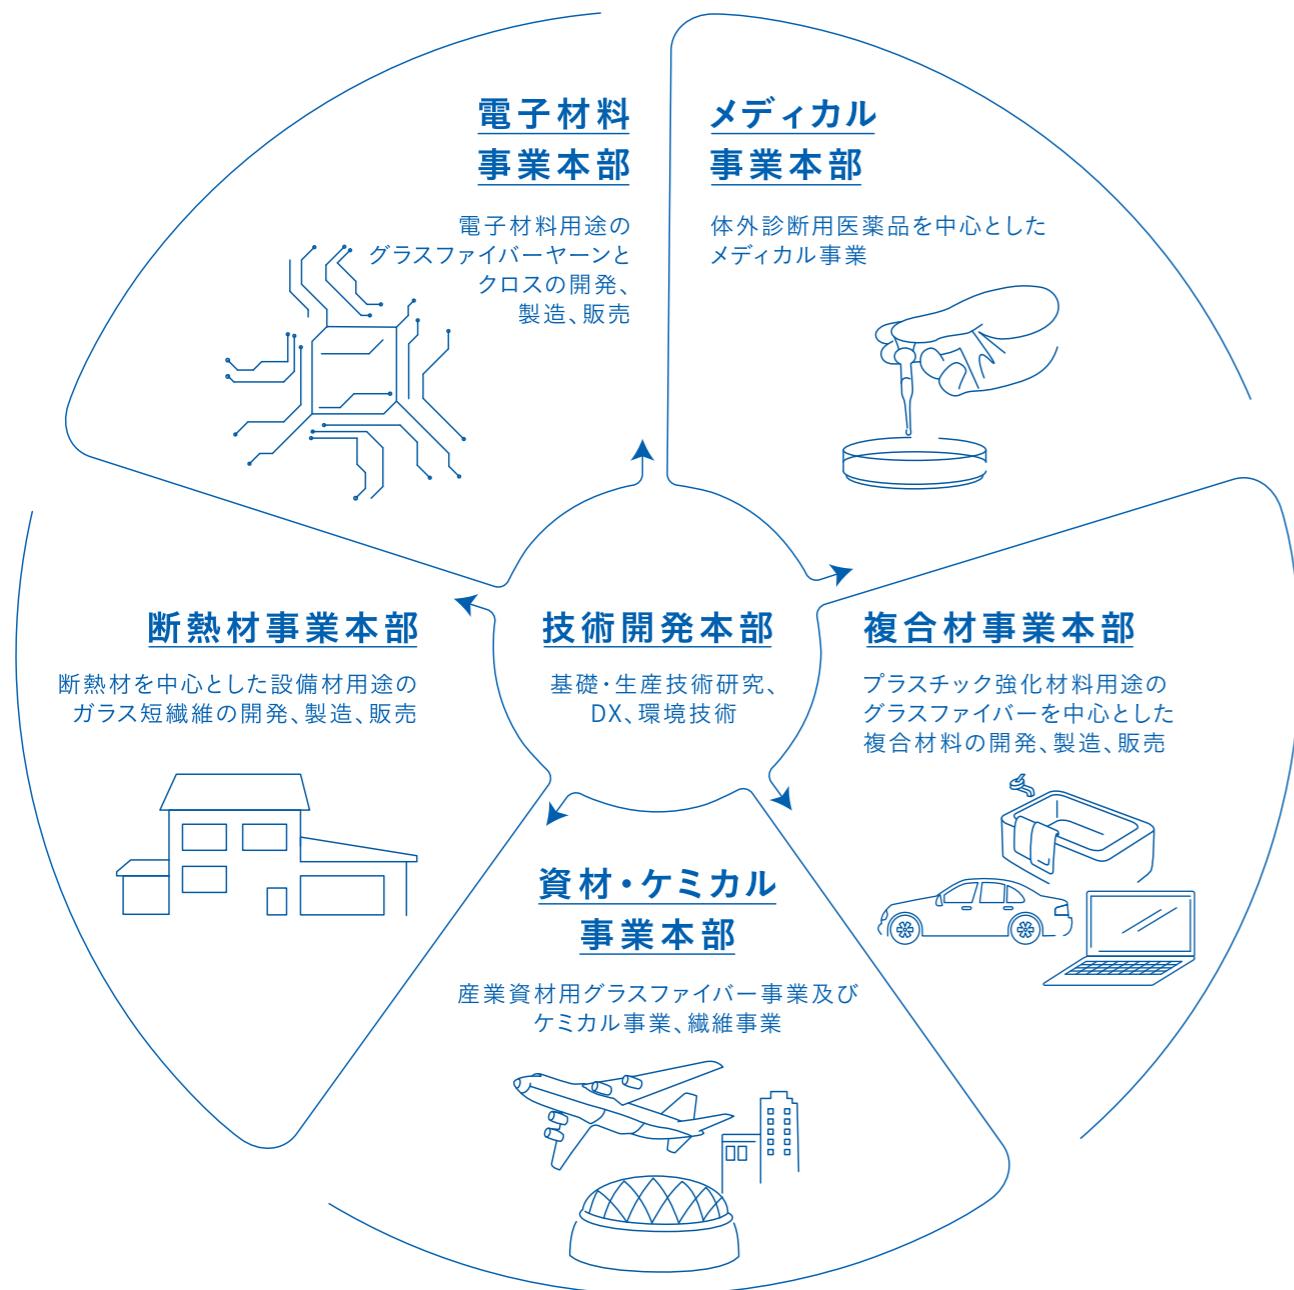 電子材料
事業本部
電子材料用途の
グラスファイバーヤーンと
クロスの開発、
製造、販売
メディカル
事業本部
体外診断用医薬品を中心とした
メディカル事業
断熱材事業本部
断熱材を中心とした設備材用途の
ガラス短繊維の開発、製造、販売
技術開発本部
基礎・生産技術研究、
DX、環境技術
複合材事業本部
プラスチック強化材料用途の
グラスファイバーを中心とした
複合材料の開発、製造、販売
資材・ケミカル
事業本部
産業資材用グラスファイバー事業及び
ケミカル事業、繊維事業